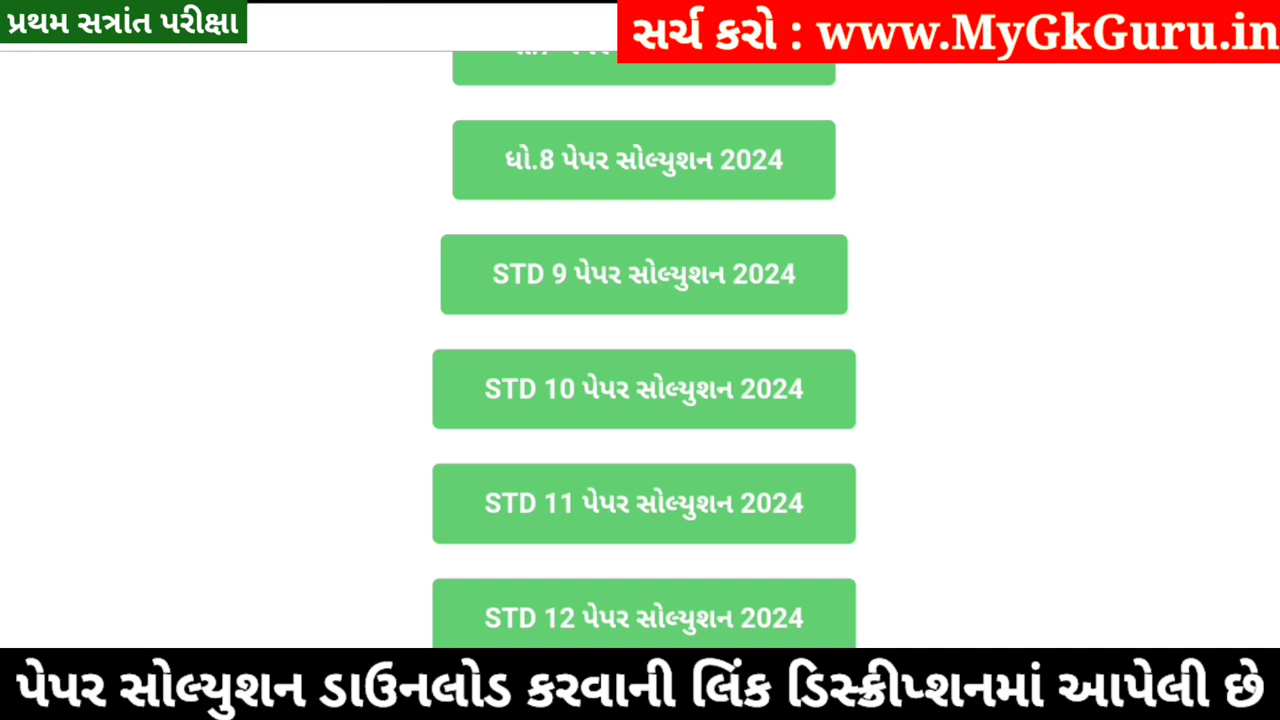 પ્રથમ સત્રાંત પરીક્ષા
સર્ચ કરો : www.MyGkGuru.in
ધો.8 પેપર સોલ્યુશન 2024
STD 9 પેપર સોલ્યુશન 2024
STD 10 પેપર સોલ્યુશન 2024
STD 11 પેપર સોલ્યુશન 2024
STD 12 પેપર સોલ્યુશન 2024
પેપર સોલ્યુશન ડાઉનલોડ કરવાની લિંક ડિસ્ક્રીપ્શનમાં આપેલી છે